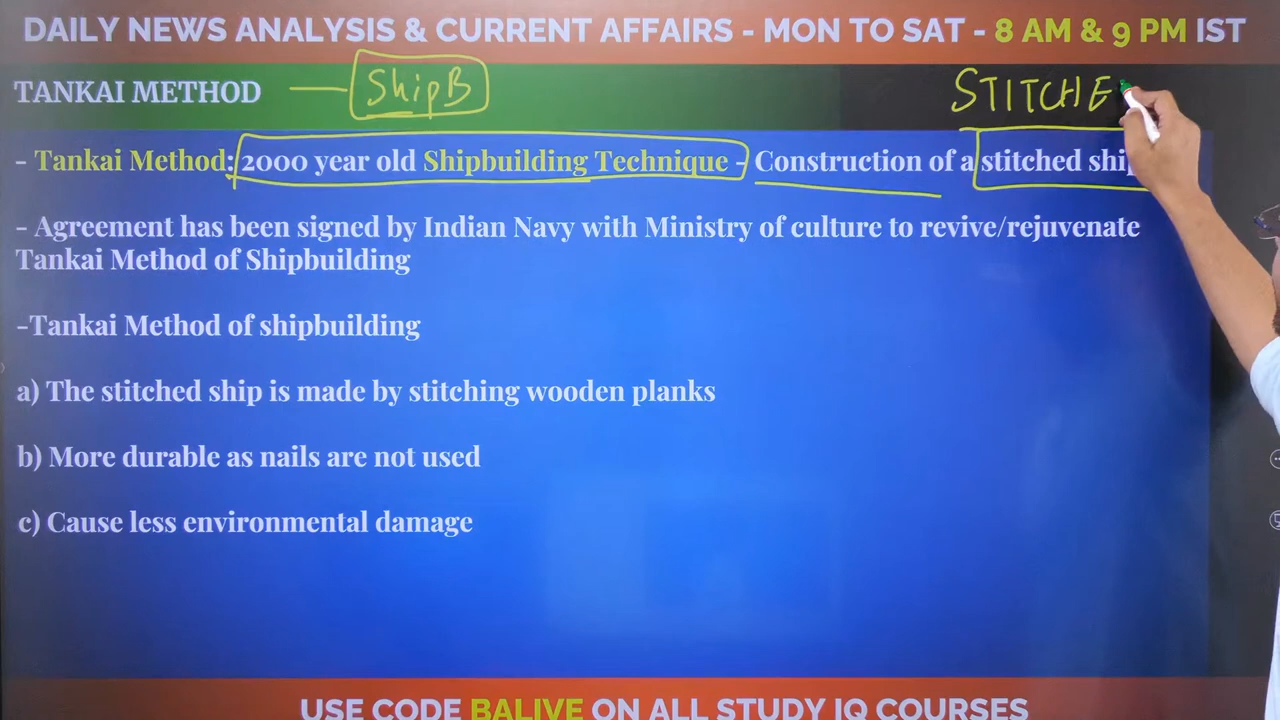 DAILY NEWS ANALYSIS & CURRENT AFFAIRS - MON TO SAT - 8 AM & 9 PM IST
TANKAI METHOD — ShipB STITCHE
- Tankai Method: 2000 year old Shipbuilding Technique - Construction of a stitched ship
- Agreement has been signed by Indian Navy with Ministry of culture to revive/rejuvenate
Tankai Method of Shipbuilding
-Tankai Method of shipbuilding
a) The stitched ship is made by stitching wooden planks
b) More durable as nails are not used
c) Cause less environmental damage
USE CODE BALIVE ON ALL STUDY IQ COURSES